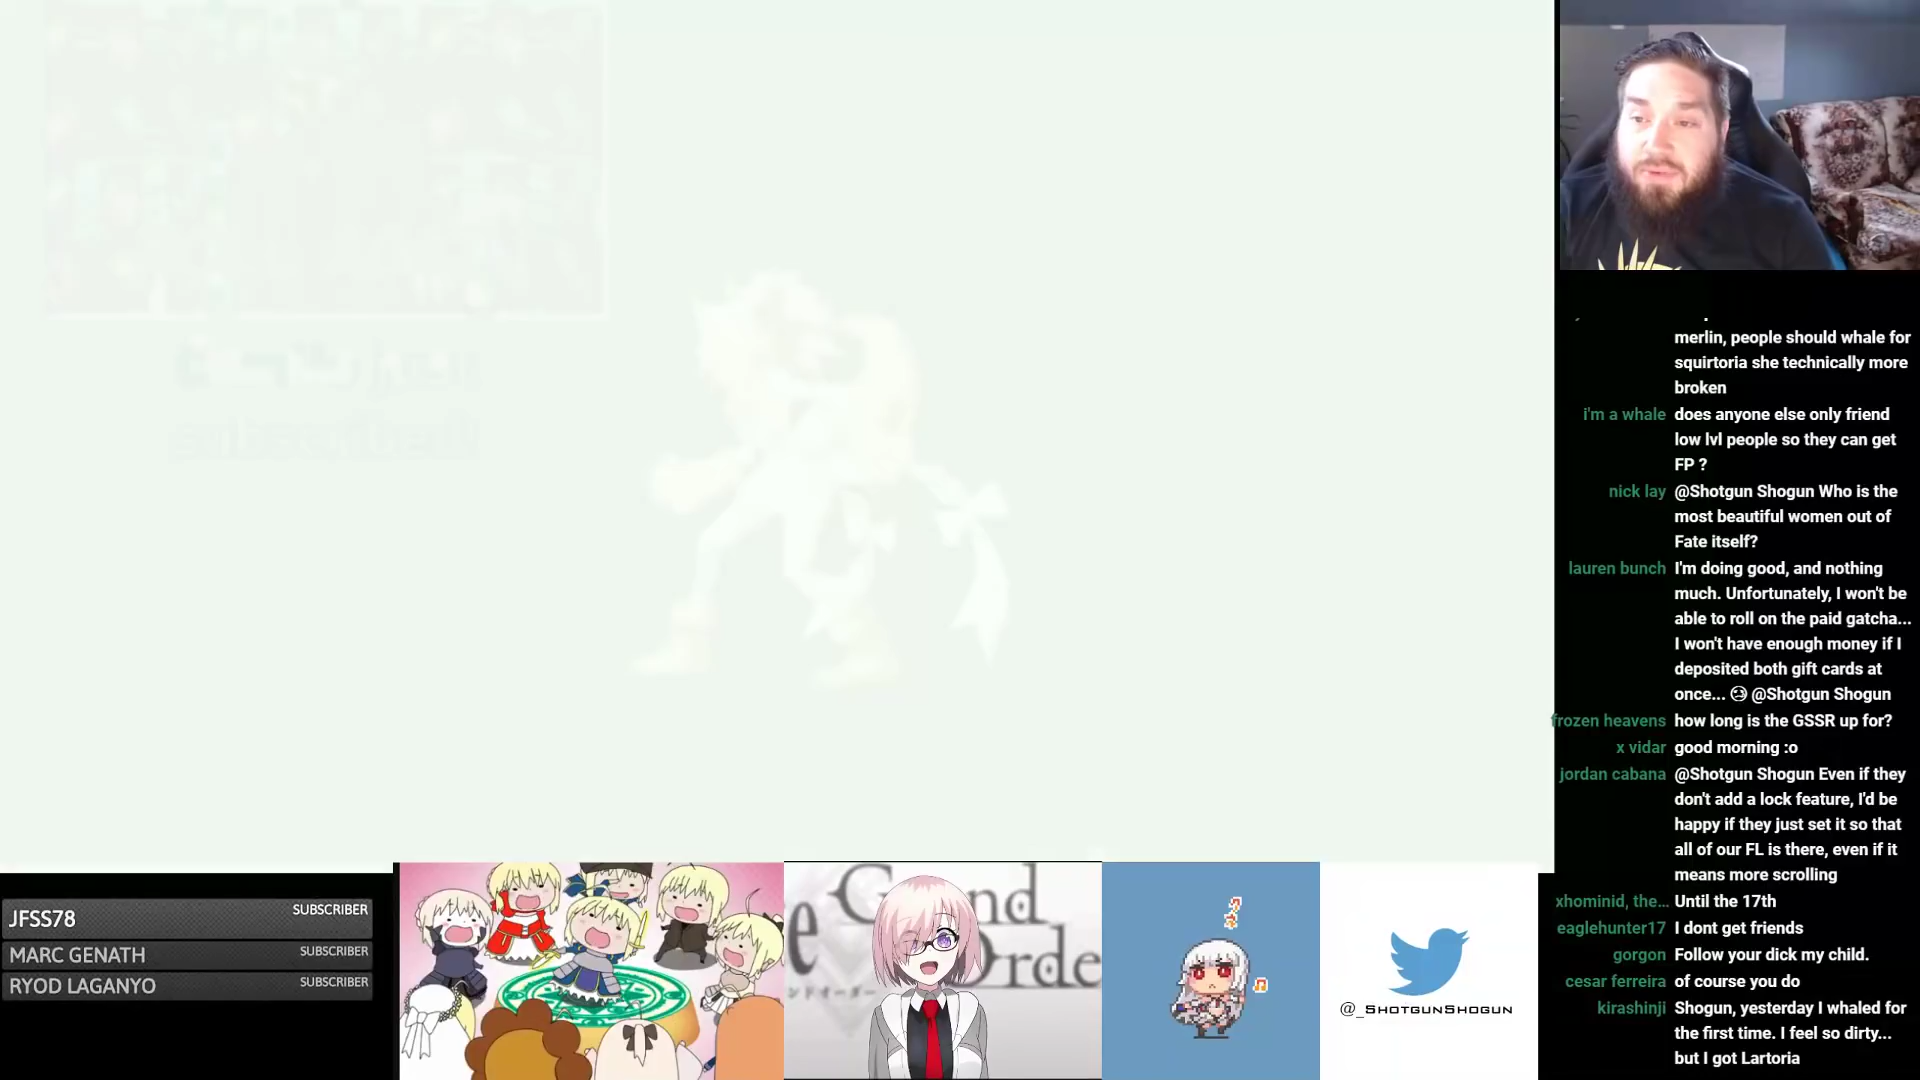 merlin, people should whale for
squirtoria she technically more
broken
i'm a whale does anyone else only friend
low lvl people so they can get
FP ?
nick lay @Shotgun Shogun Who is the
most beautiful women out of
Fate itself?
lauren bunch I'm doing good, and nothing
much. Unfortunately, I won't be
able to roll on the paid gatcha...
I won't have enough money if I
deposited both gift cards at
once... @Shotgun Shogun
frozen heavens how long is the GSSR up for?
x vidar good morning :o
jordan cabana @Shotgun Shogun Even if they
don't add a lock feature, I'd be
happy if they just set it so that
all of our FL is there, even if it
means more scrolling
xhominid, the... Until the 17th
eaglehunter17 I dont get friends
gorgon Follow your dick my child.
cesar ferreira of course you do
kirashinji Shogun, yesterday I whaled for
the first time. I feel so dirty...
but I got Lartoria
JFSS78 SUBSCRIBER
MARC GENATH SUBSCRIBER
RYOD LAGANYO SUBSCRIBER
e Grand
Orde
ンドオーダー
@_ShotgunShogun